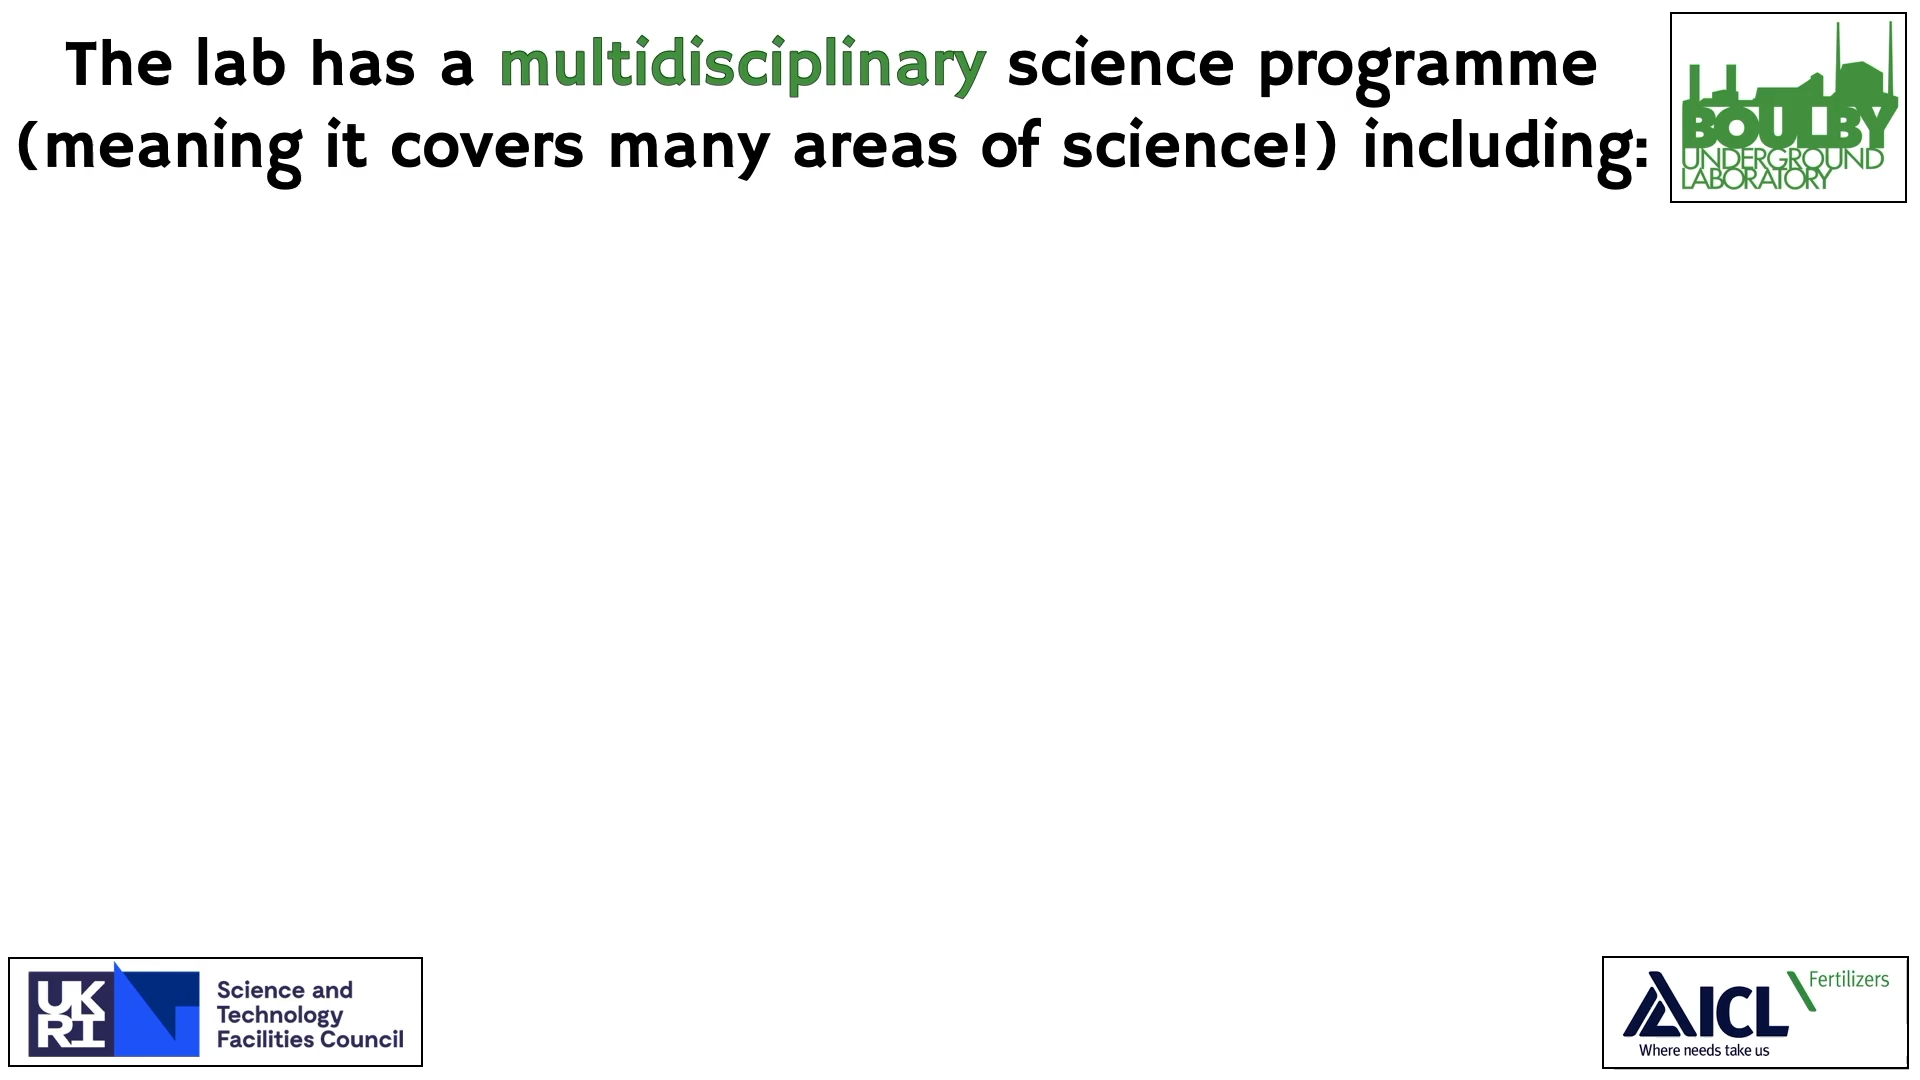 The lab has a multidisciplinary science programme
(meaning it covers many areas of science!) including:
BOULBY
UNDERGROUND
LABORATORY
UK
RI
Science and
Technology
Facilities Council
ICL
Fertilizers
Where needs take us